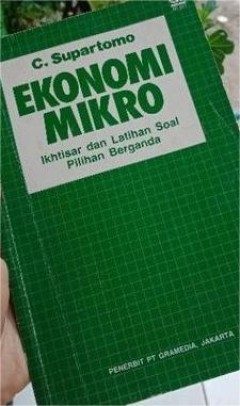 C. Supartomo
EKONOMI
MIKRO
Ikhtisar dan Latihan Soal
Pilihan Berganda
PENERBIT PT GRAMEDIA, JAKARTA